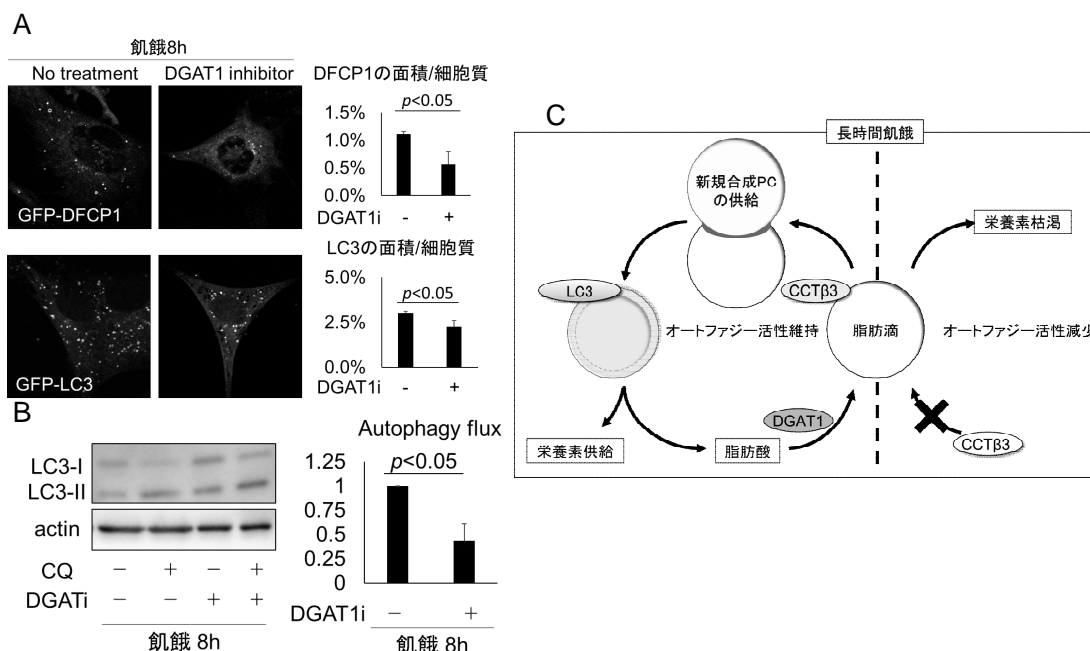 A
飢餓8h
No treatment
DGAT1 inhibitor
GFP-DFCP1
GFP-LC3
DFCP1の面積/細胞質
p<0.05
1.5%
1.0%
0.5%
0.0%
DGAT1i - +
LC3の面積/細胞質
5.0%
p<0.05
2.5%
0.0%
DGAT1i - +
B
LC3-I
LC3-II
actin
CQ − + − +
DGATi − − + +
飢餓 8h
Autophagy flux
1.25
p<0.05
1
0.75
0.5
0.25
0
DGAT1i − +
飢餓 8h
C
長時間飢餓
新規合成PC
の供給
栄養素枯渇
LC3
CCTβ3
オートファジー活性維持
脂肪滴
オートファジー活性減少
DGAT1
栄養素供給
脂肪酸
CCTβ3